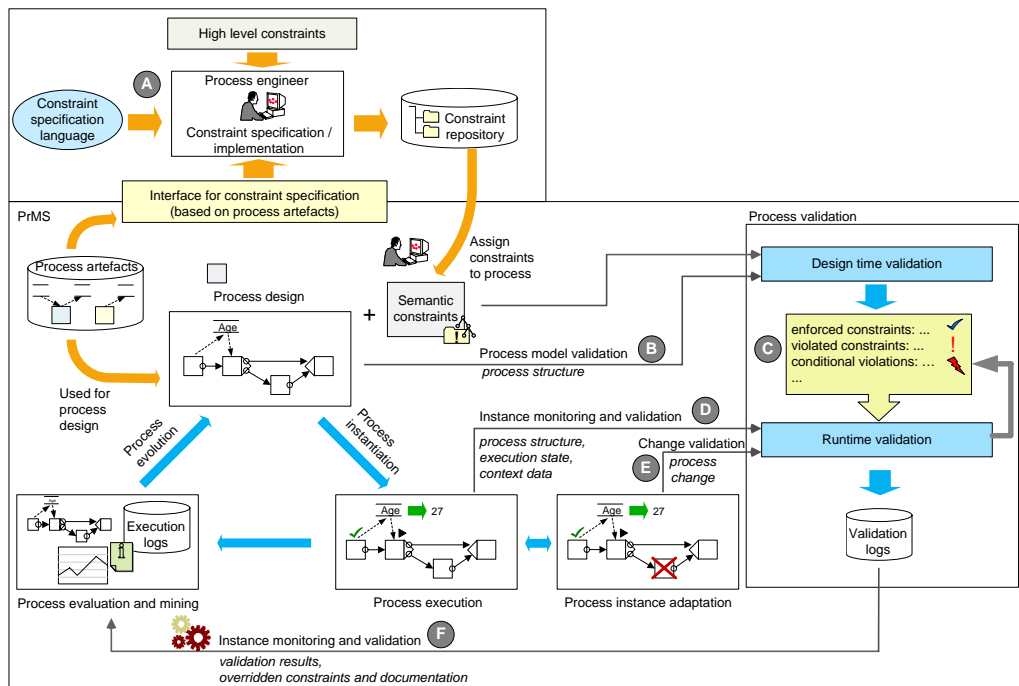 High level constraints
A
Process engineer
Constraint
specification
language
Constraint specification /
implementation
Constraint
repository
Interface for constraint specification
(based on process artefacts)
PrMS
Process validation
Assign
constraints
to process
Process artefacts
Design time validation
Process design
+
Semantic
constraints
!
Age
enforced constraints: ...
violated constraints: ...
!
conditional violations: ...
...
C
Process model validation
B
process structure
Used for
process
design
Process
evolution
Process
instantiation
Instance monitoring and validation
D
process structure,
execution state,
context data
Change validation
E
process
change
Runtime validation
Age
Execution
logs
i
Age
27
Age
27
Validation
logs
Process evaluation and mining
Process execution
Process instance adaptation
Instance monitoring and validation
F
validation results,
overridden constraints and documentation